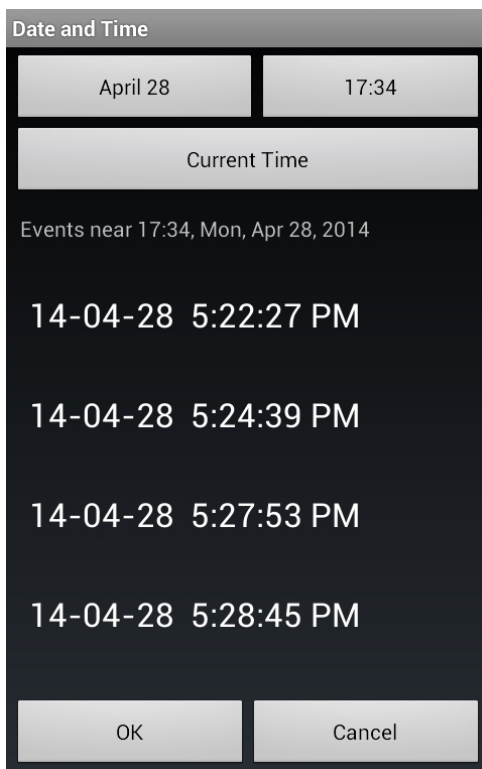 Date and Time
April 28 17:34
Current Time
Events near 17:34, Mon, Apr 28, 2014
14-04-28 5:22:27 PM
14-04-28 5:24:39 PM
14-04-28 5:27:53 PM
14-04-28 5:28:45 PM
OK Cancel